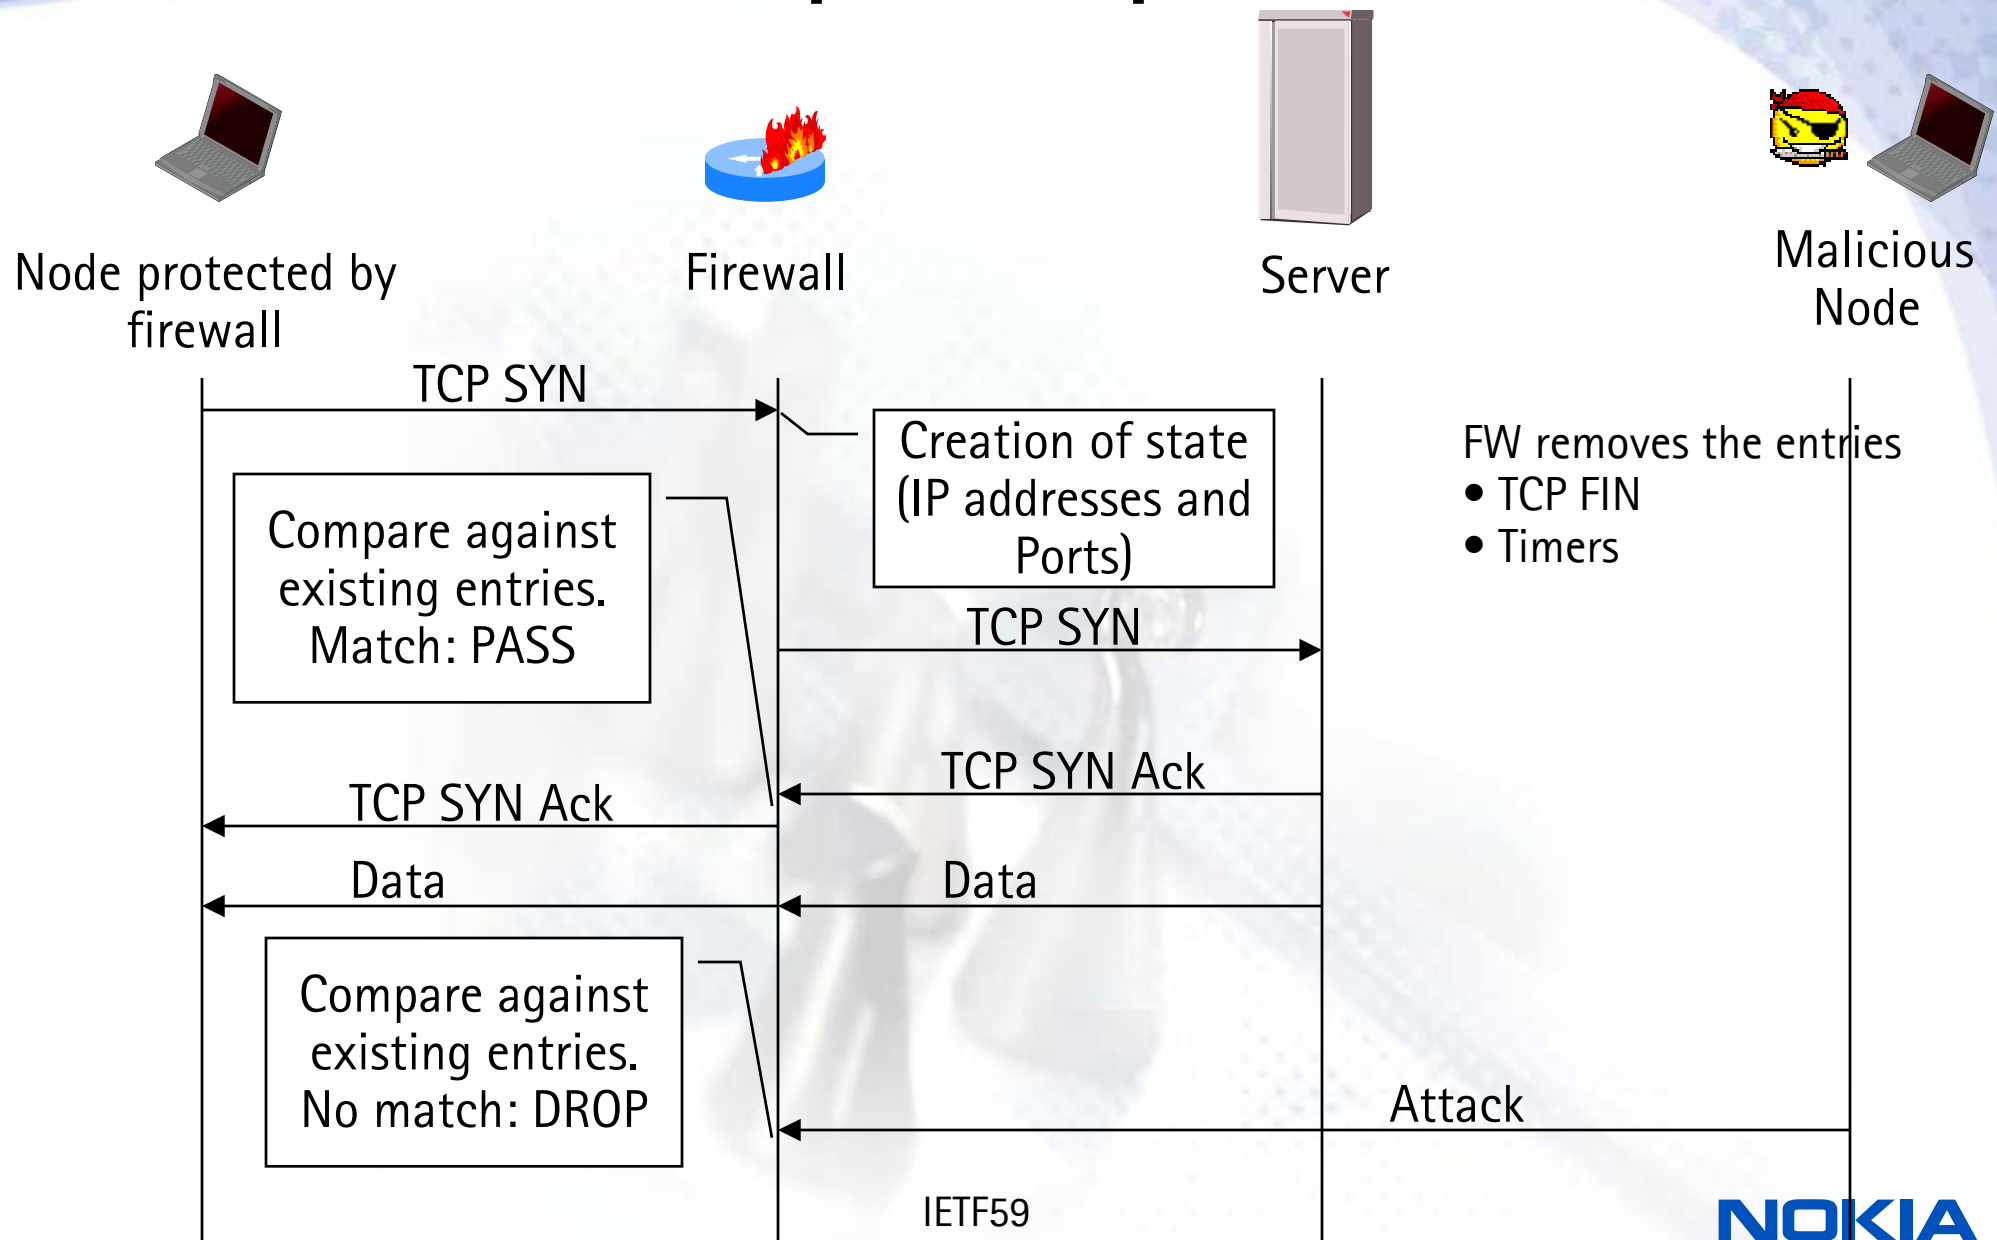 Node protected by
firewall
Firewall
Server
Malicious
Node
TCP SYN
Creation of state
(IP addresses and
Ports)
FW removes the entries
• TCP FIN
• Timers
Compare against
existing entries.
Match: PASS
TCP SYN
TCP SYN Ack
TCP SYN Ack
Data
Data
Compare against
existing entries.
No match: DROP
Attack
IETF59
NOKIA